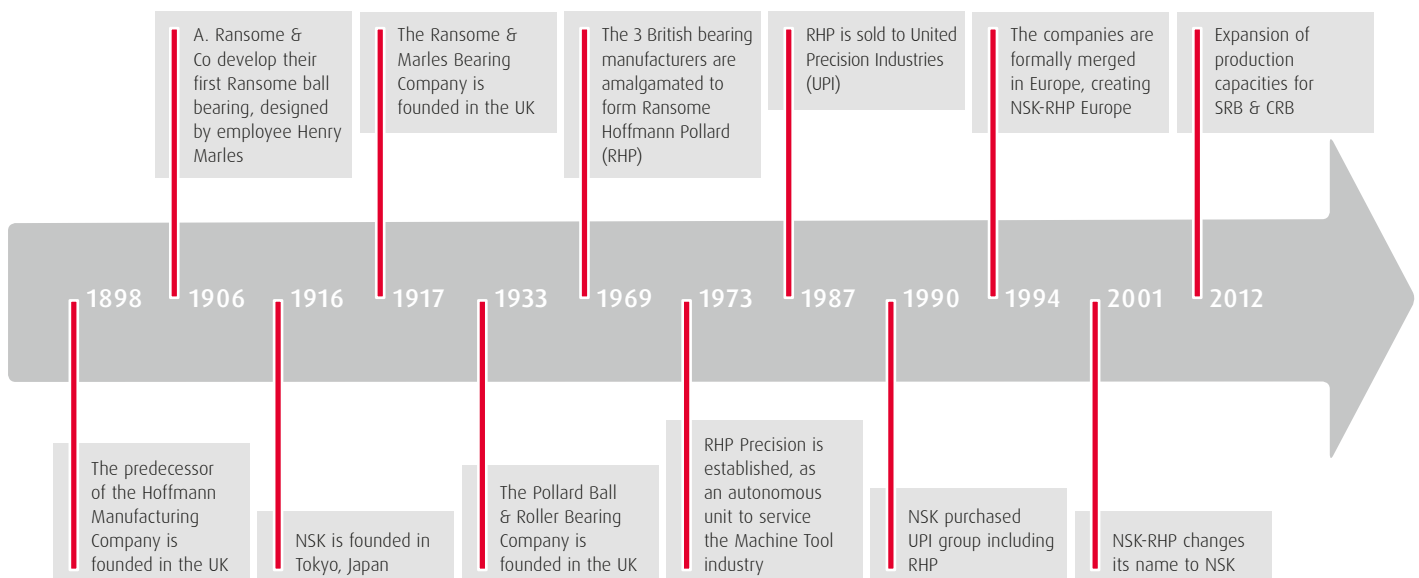 A. Ransome &
Co develop their
first Ransome ball
bearing, designed
by employee Henry
Marles
The Ransome &
Marles Bearing
Company is
founded in the UK
The 3 British bearing
manufacturers are
amalgamated to
form Ransome
Hoffmann Pollard
(RHP)
RHP is sold to United
Precision Industries
(UPI)
The companies are
formally merged
in Europe, creating
NSK-RHP Europe
Expansion of
production
capacities for
SRB & CRB
1898
1906
1916
1917
1933
1969
1973
1987
1990
1994
2001
2012
The predecessor
of the Hoffmann
Manufacturing
Company is
founded in the UK
NSK is founded in
Tokyo, Japan
The Pollard Ball
& Roller Bearing
Company is
founded in the UK
RHP Precision is
established, as
an autonomous
unit to service
the Machine Tool
industry
NSK purchased
UPI group including
RHP
NSK-RHP changes
its name to NSK